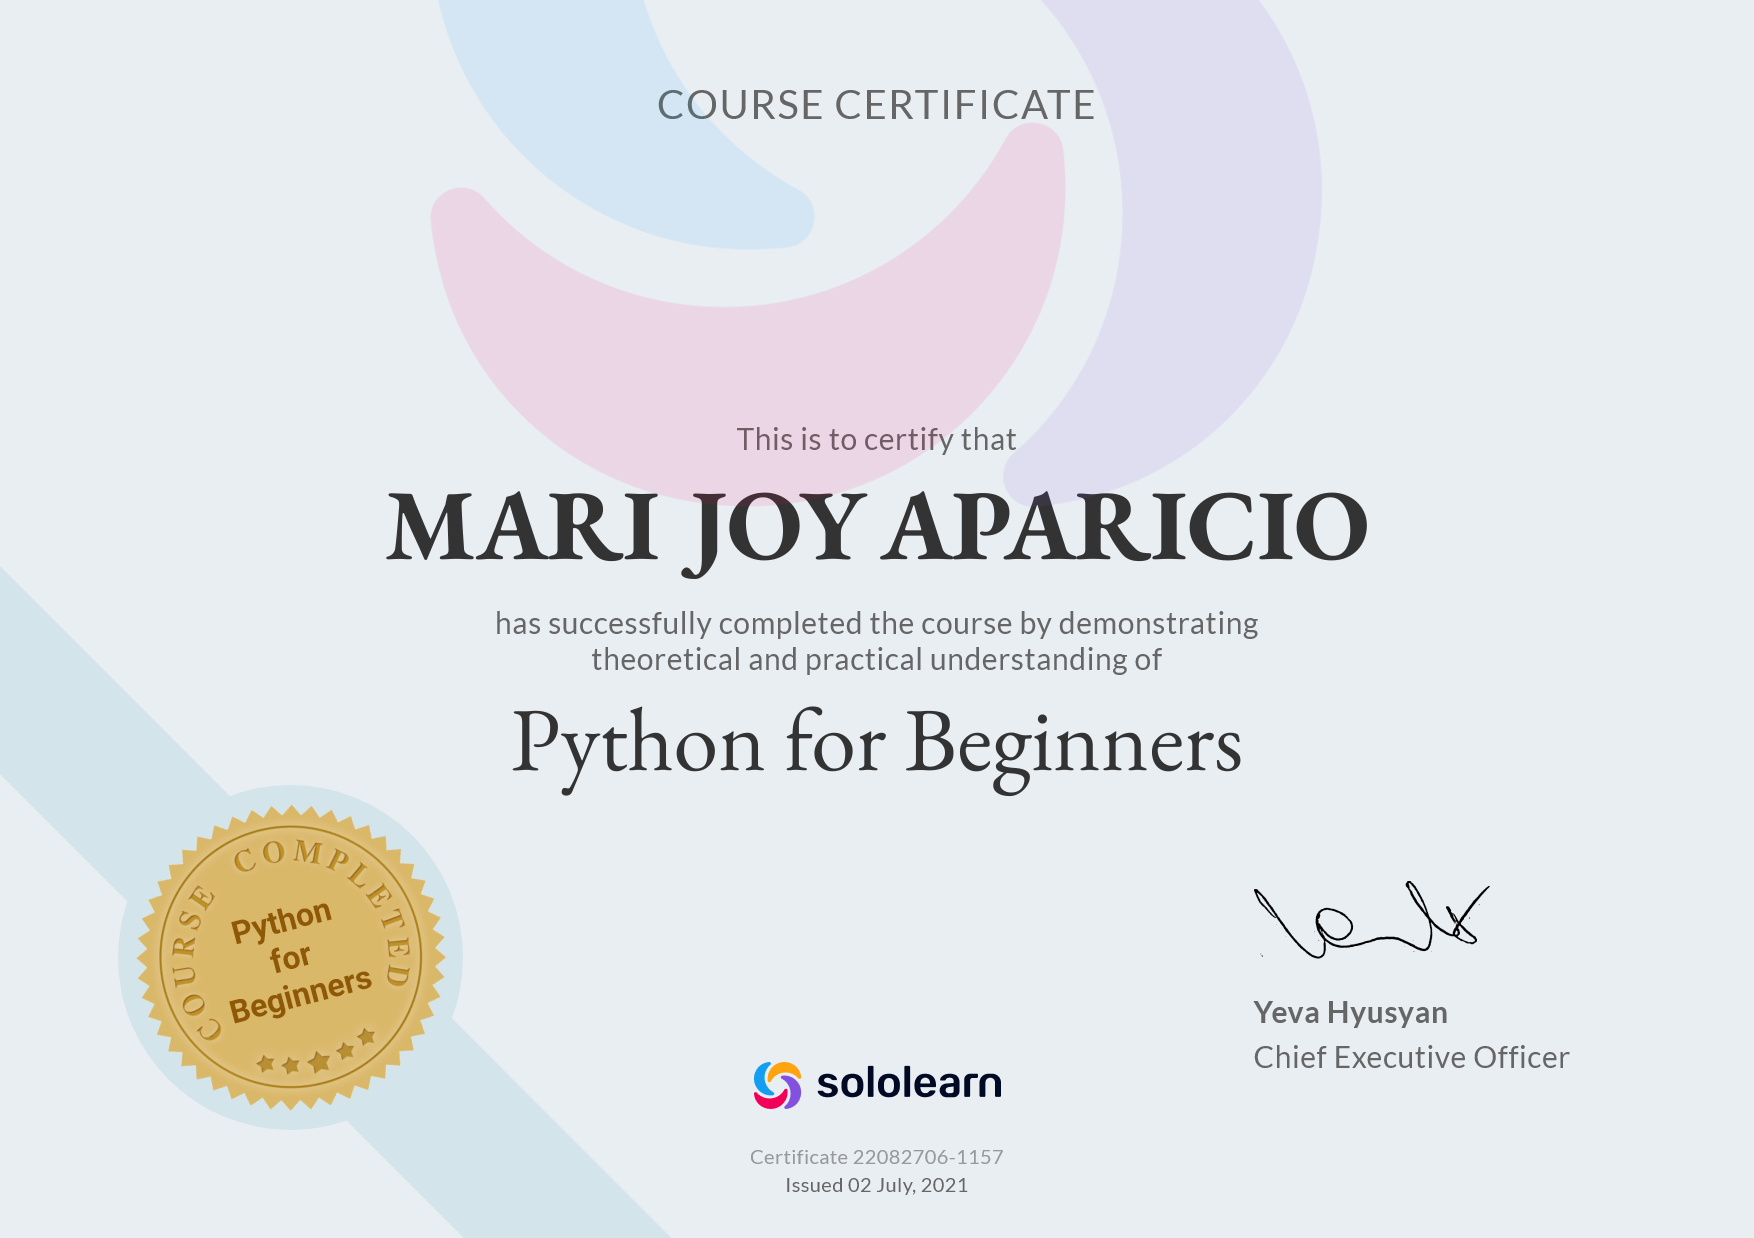 COURSE CERTIFICATE
This is to certify that
MARI JOY APARICIO
has successfully completed the course by demonstrating
theoretical and practical understanding of
Python for Beginners
COURSE COMPLETED
Python
for
Beginners
Yeva Hyusyan
Chief Executive Officer
sololearn
Certificate 22082706-1157
Issued 02 July, 2021